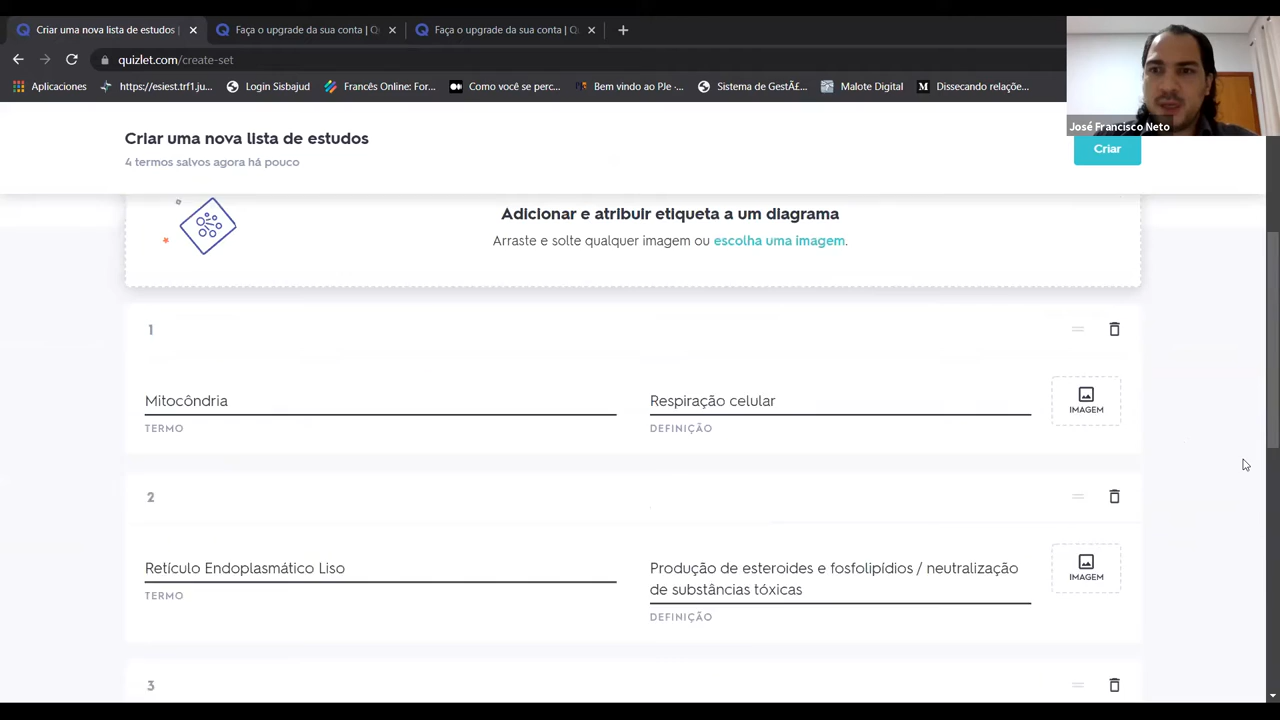 Criar uma nova lista de estudos |
Faça o upgrade da sua conta | Q
Faça o upgrade da sua conta | Q
quizlet.com/create-set
Aplicaciones
https://esiest.trf1.ju...
Login Sisbajud
Francés Online: For...
Como você se perc...
Bem vindo ao PJe -...
Sistema de GestÃ£...
Malote Digital
Dissecando relaçõe...
José Francisco Neto
Criar uma nova lista de estudos
4 termos salvos agora há pouco
Criar
Adicionar e atribuir etiqueta a um diagrama
Arraste e solte qualquer imagem ou escolha uma imagem.
1
Mitocôndria
TERMO
Respiração celular
DEFINIÇÃO
IMAGEM
2
Retículo Endoplasmático Liso
TERMO
Produção de esteroides e fosfolipídios / neutralização
de substâncias tóxicas
DEFINIÇÃO
IMAGEM
3